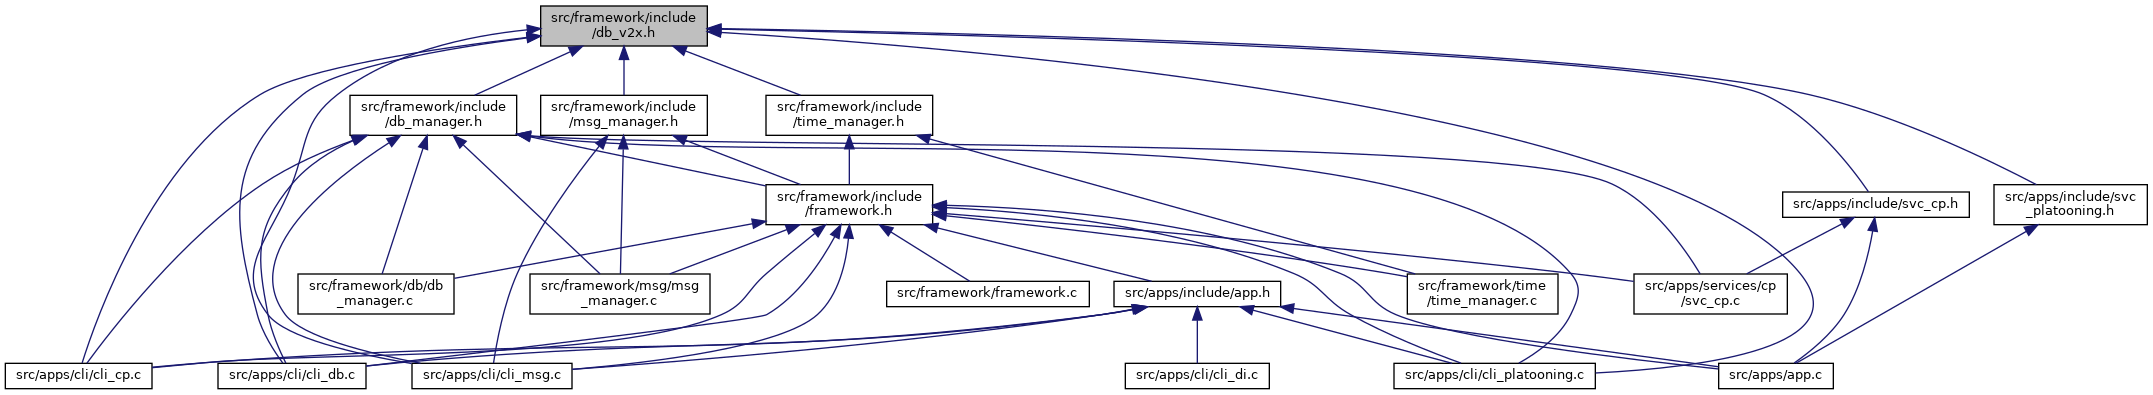 src/framework/include
/db_v2x.h
src/framework/include
/db_manager.h
src/framework/include
/msg_manager.h
src/framework/include
/time_manager.h
src/framework/include
/framework.h
src/apps/include/svc_cp.h
src/apps/include/svc
_platooning.h
src/framework/db/db
_manager.c
src/framework/msg/msg
_manager.c
src/framework/framework.c
src/apps/include/app.h
src/framework/time
/time_manager.c
src/apps/services/cp
/svc_cp.c
src/apps/cli/cli_cp.c
src/apps/cli/cli_db.c
src/apps/cli/cli_msg.c
src/apps/cli/cli_di.c
src/apps/cli/cli_platooning.c
src/apps/app.c